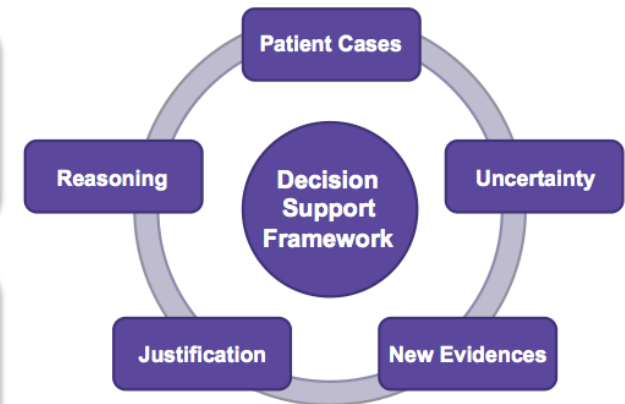 Patient Cases
Reasoning
Decision
Support
Framework
Uncertainty
Justification
New Evidences